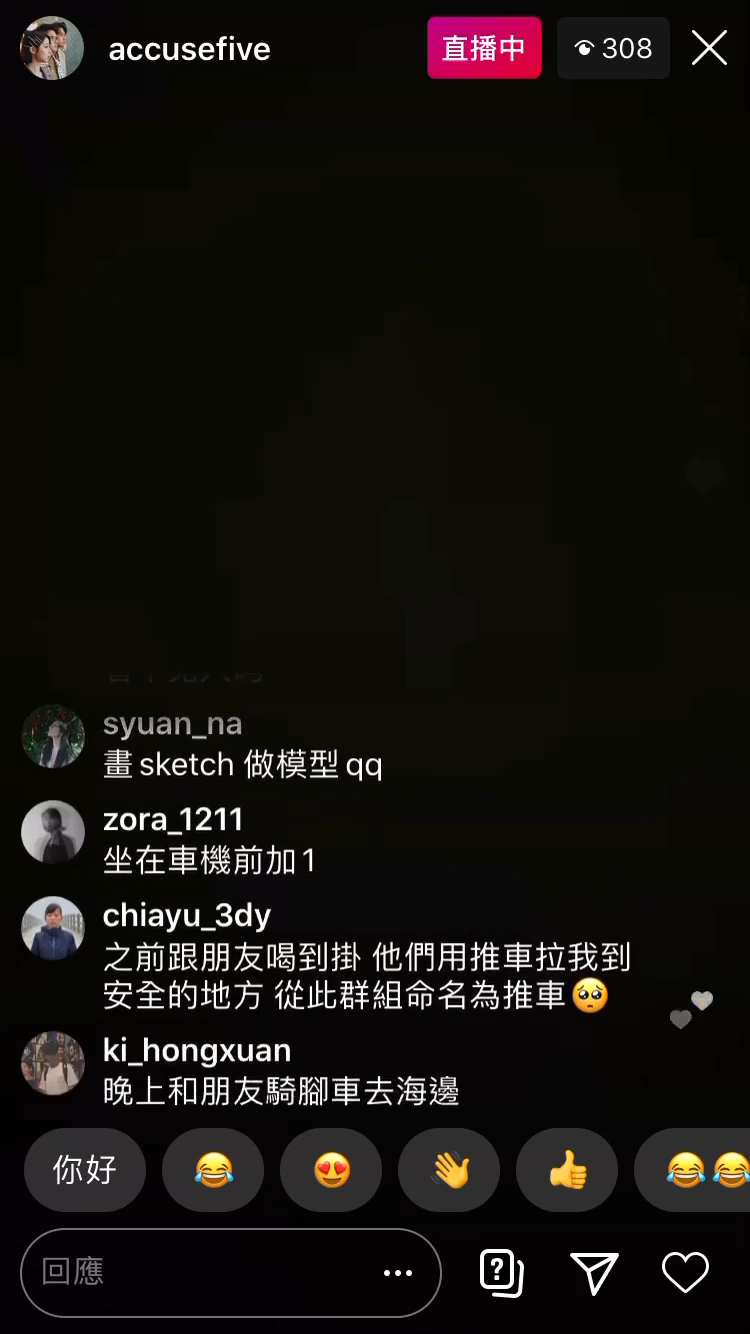 accusefive
直播中
308
syuan_na
畫 sketch 做模型 qq
zora_1211
坐在車機前加1
chiayu_3dy
之前跟朋友喝到掛 他們用推車拉我到
安全的地方 從此群組命名為推車🥺
ki_hongxuan
晚上和朋友騎腳車去海邊
你好 😂 😍 👋 👍 😂😂
回應